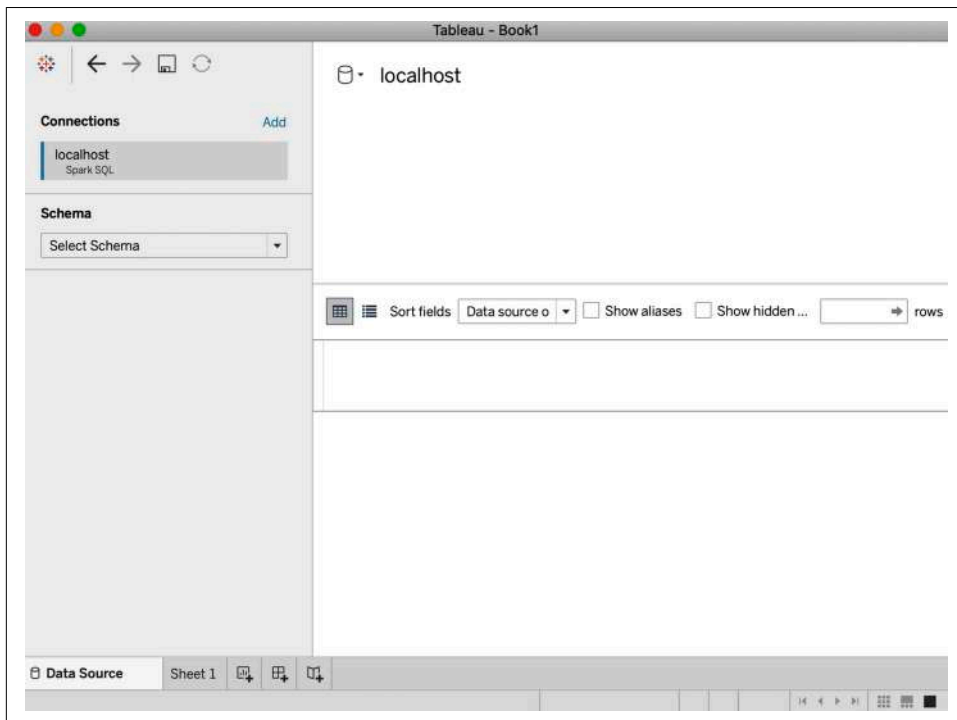 Tableau - Book1
localhost
Connections
Add
localhost
Spark SQL
Schema
Select Schema
Sort fields
Data source o
Show aliases
Show hidden ...
rows
Data Source
Sheet 1